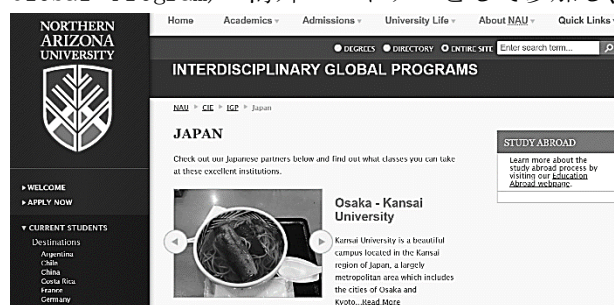 NORTHERN
ARIZONA
UNIVERSITY
Home Academics Admissions University Life About NAU Quick Links
DEGREES DIRECTORY ENTIRE SITE Enter search term...
INTERDISCIPLINARY GLOBAL PROGRAMS
NAU CIE IGP Japan
JAPAN
Check out our Japanese partners below and find out what classes you can take
at these excellent institutions.
STUDY ABROAD
Learn more about the
study abroad process by
visiting our Education
Abroad webpage.
WELCOME
APPLY NOW
CURRENT STUDENTS
Destinations
Argentina
Chile
China
Costa Rica
France
Germany
Osaka - Kansai
University
Kansai University is a beautiful
campus located in the Kansai
region of Japan, a largely
metropolitan area which includes
the cities of Osaka and
Kyoto...Read More